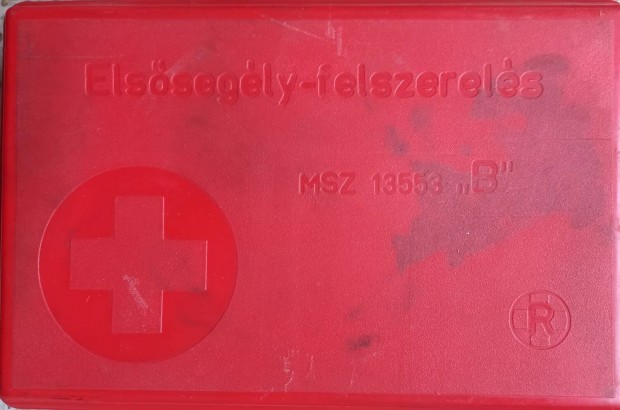 Elsősegély-felszerelés
MSZ 13553 „B"
R